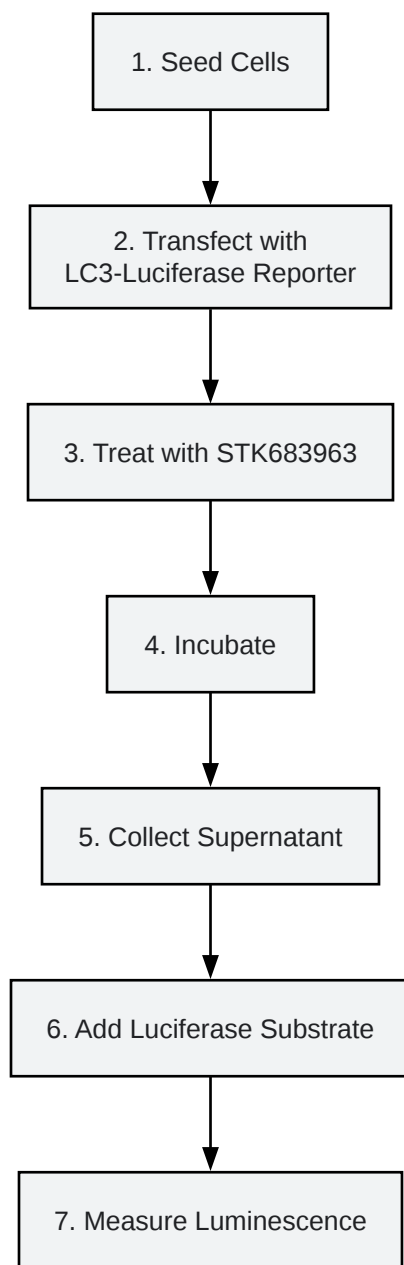 1. Seed Cells
2. Transfect with
LC3-Luciferase Reporter
3. Treat with STK683963
4. Incubate
5. Collect Supernatant
6. Add Luciferase Substrate
7. Measure Luminescence